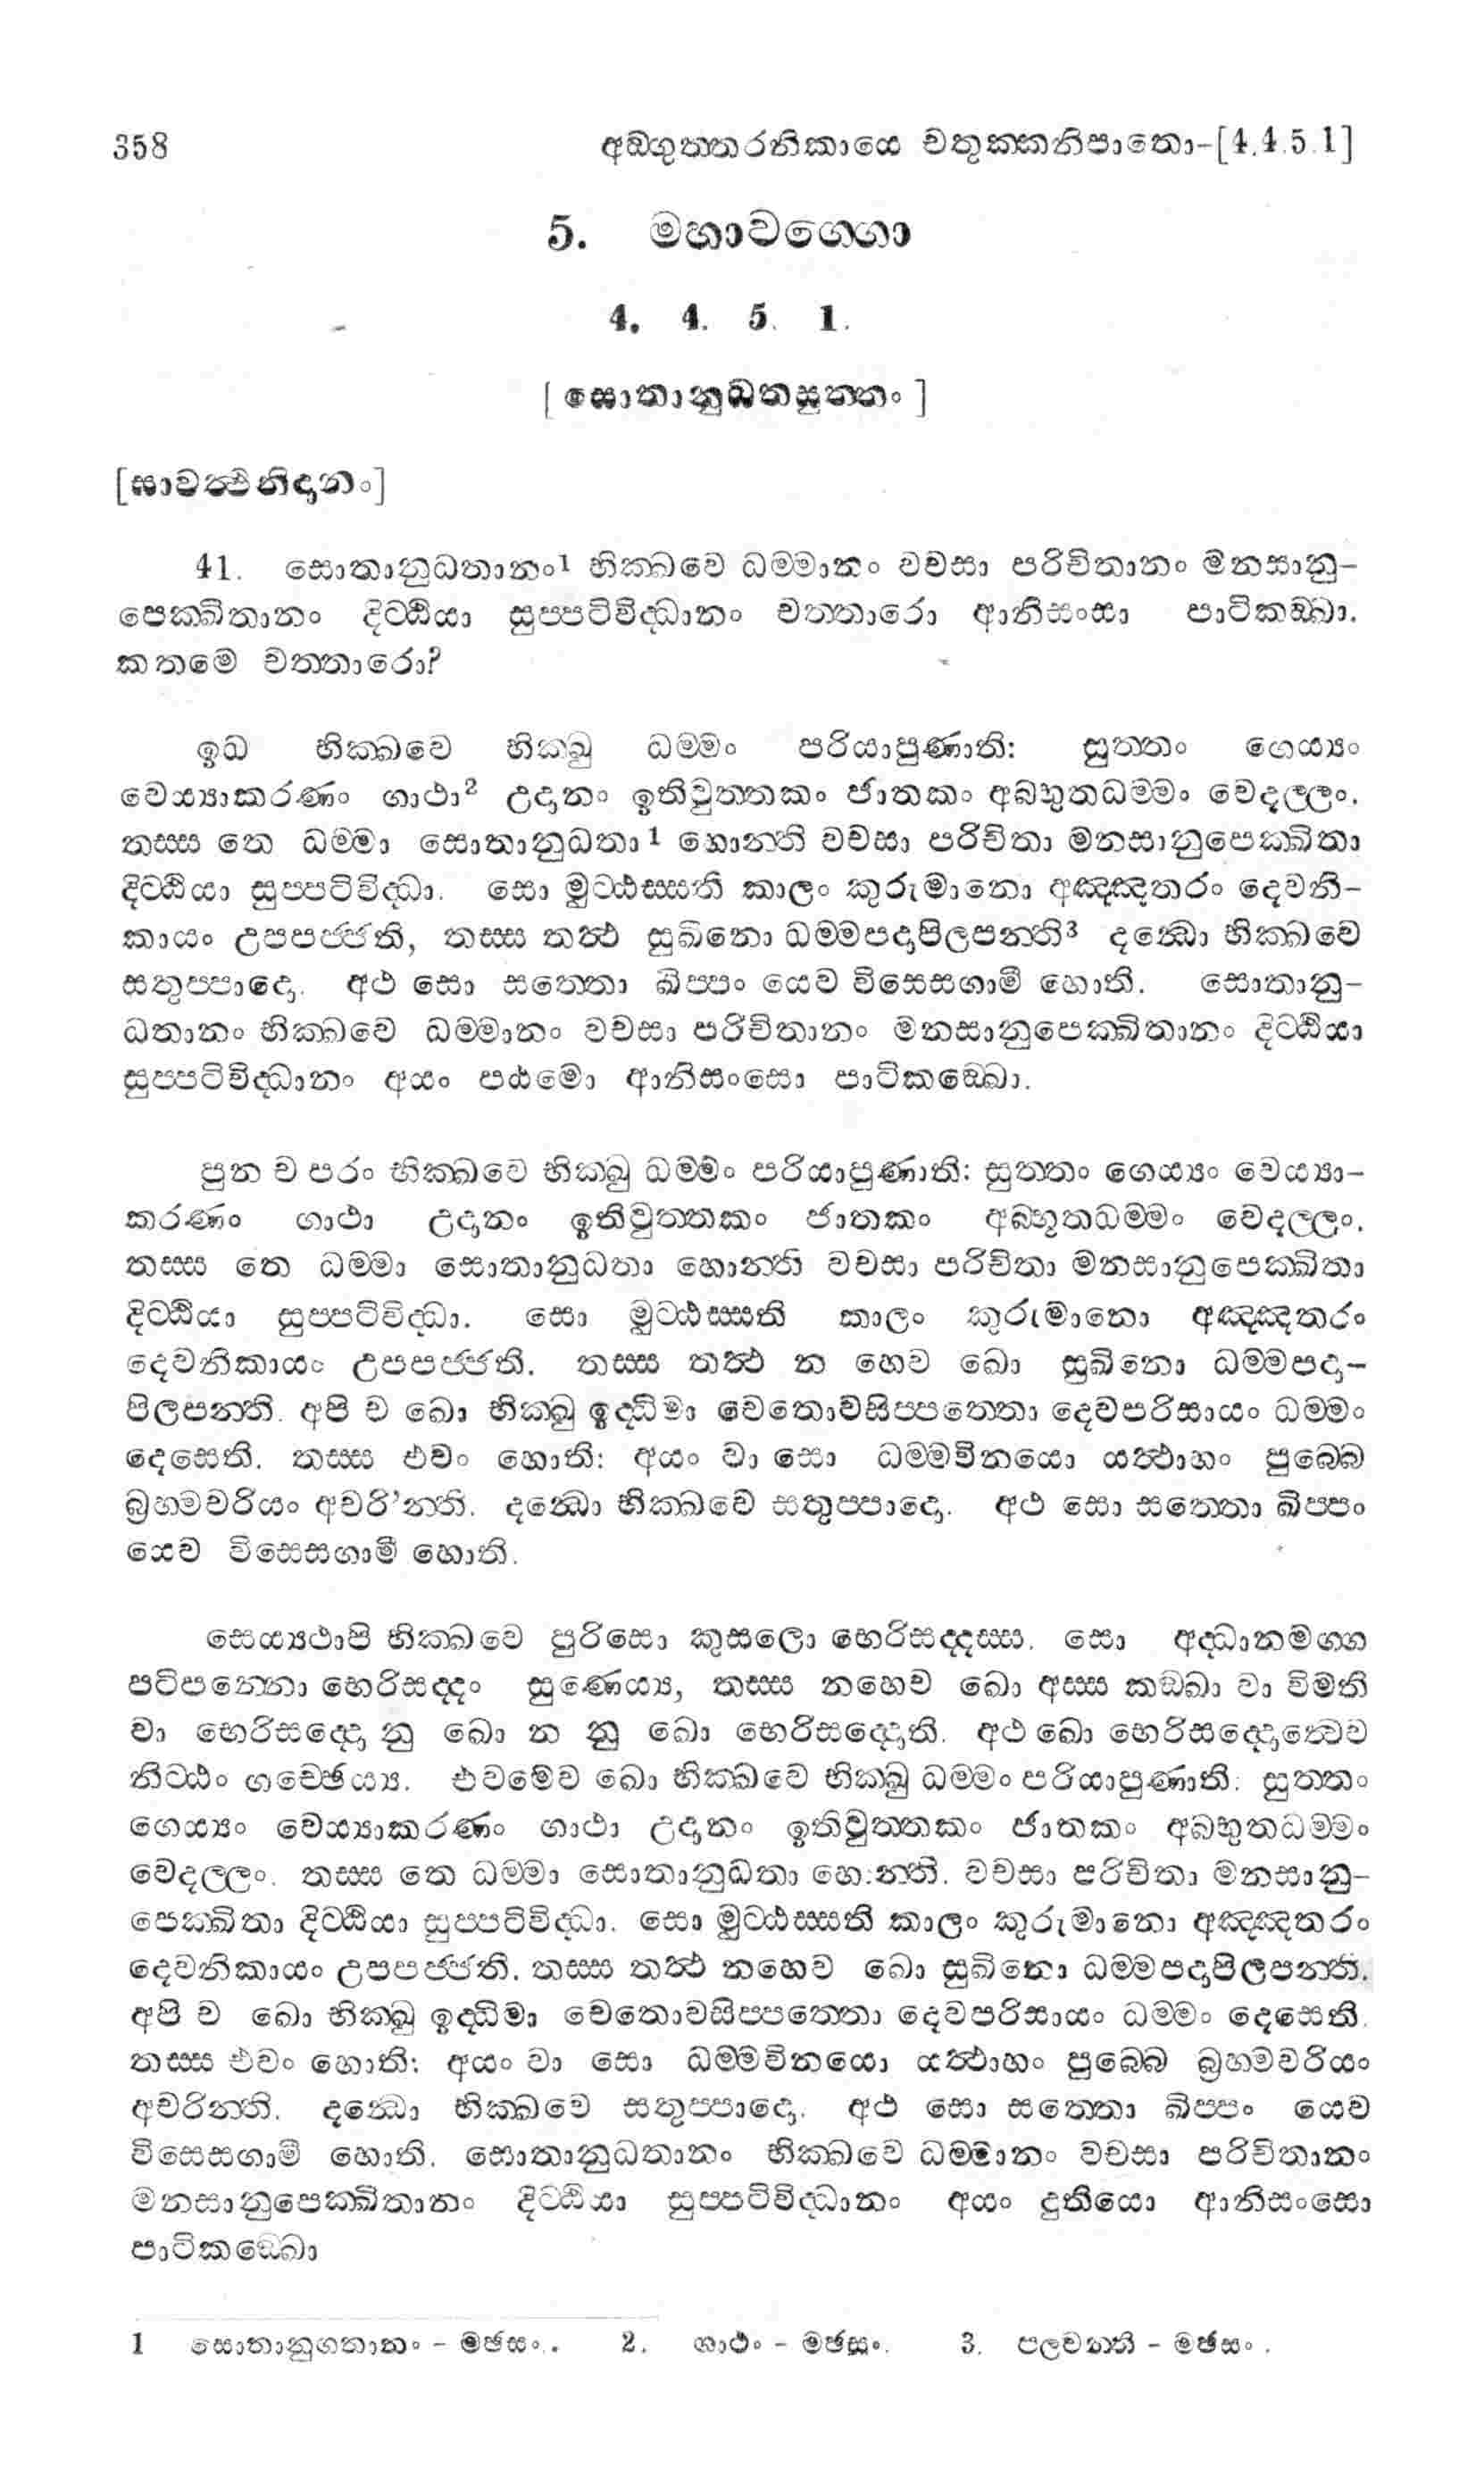 358 අඞ්ගුත්තරනිකායෙ චතුක්කනිපාතො-[4.4.5.1]
5. මහාවග්ගො
4. 4. 5. 1.
[ සොතානුධතසුත්තං ]
[සාවත්ථිනිදානං]
41. සොතානුධතානං¹ භික්ඛවෙ ධම්මානං වචසා පරිචිතානං මනසානු-
පෙක්ඛිතානං දිට්ඨියා සුප්පටිවිද්ධානං චත්තාරො ආනිසංසා පාටිකඞ්ඛා.
කතමෙ චත්තාරො?
ඉධ භික්ඛවෙ භික්ඛු ධම්මං පරියාපුණාති: සුත්තං ගෙය්‍යං
වෙය්‍යාකරණං ගාථා² උදානං ඉතිවුත්තකං ජාතකං අබ්භුතධම්මං වෙදල්ලං.
තස්ස තෙ ධම්මා සොතානුධතා¹ හොන්ති වචසා පරිචිතා මනසානුපෙක්ඛිතා
දිට්ඨියා සුප්පටිවිද්ධා. සො මුට්ඨස්සති කාලං කුරුමානො අඤ්ඤතරං දෙවනි-
කායං උපපජ්ජති, තස්ස තත්ථ සුඛිනො ධම්මපදාපිලපන්ති³ දන්ධො භික්ඛවෙ
සතුප්පාදො. අථ සො සත්තො ඛිප්පං යෙව විසෙසගාමී හොති. සොතානු-
ධතානං භික්ඛවෙ ධම්මානං වචසා පරිචිතානං මනසානුපෙක්ඛිතානං දිට්ඨියා
සුප්පටිවිද්ධානං අයං පඨමො ආනිසංසො පාටිකඞ්ඛො.
පුන ච පරං භික්ඛවෙ භික්ඛු ධම්මං පරියාපුණාති: සුත්තං ගෙය්‍යං වෙය්‍යා-
කරණං ගාථා උදානං ඉතිවුත්තකං ජාතකං අබ්භූතධම්මං වෙදල්ලං.
තස්ස තෙ ධම්මා සොතානුධතා හොන්ති වචසා පරිචිතා මනසානුපෙක්ඛිතා
දිට්ඨියා සුප්පටිවිද්ධා. සො මුට්ඨස්සති කාලං කුරුමානො අඤ්ඤතරං
දෙවනිකායං උපපජ්ජති. තස්ස තත්ථ න හෙව ඛො සුඛිනො ධම්මපදා-
පිලපන්ති. අපි ච ඛො භික්ඛු ඉද්ධිමා චෙතොවසිප්පත්තො දෙවපරිසායං ධම්මං
දෙසෙති. තස්ස එවං හොති: අයං වා සො ධම්මවිනයො යත්ථාහං පුබ්බෙ
බ්‍රහ්මචරියං අචරි’න්ති. දන්ධො භික්ඛවෙ සතුප්පාදො. අථ සො සත්තො ඛිප්පං
යෙව විසෙසගාමී හොති.
සෙය්‍යථාපි භික්ඛවෙ පුරිසො කුසලො භෙරිසද්දස්ස. සො අද්ධානමග්ග
පටිපන්නො භෙරිසද්දං සුණෙය්‍ය, තස්ස නහෙව ඛො අස්ස කඞ්ඛා වා විමති
වා භෙරිසද්දො නු ඛො න නු ඛො භෙරිසද්දොති. අථ ඛො භෙරිසද්දොත්වෙව
නිට්ඨං ගච්ඡෙය්‍ය. එවමෙව ඛො භික්ඛවෙ භික්ඛු ධම්මං පරියාපුණාති: සුත්තං
ගෙය්‍යං වෙය්‍යාකරණං ගාථා උදානං ඉතිවුත්තකං ජාතකං අබ්භුතධම්මං
වෙදල්ලං. තස්ස තෙ ධම්මා සොතානුධතා හොන්ති. වචසා පරිචිතා මනසානු-
පෙක්ඛිතා දිට්ඨියා සුප්පටිවිද්ධා. සො මුට්ඨස්සති කාලං කුරුමානො අඤ්ඤතරං
දෙවනිකායං උපපජ්ජති. තස්ස තත්ථ නහෙව ඛො සුඛිනො ධම්මපදාපිලපන්ති.
අපි ච ඛො භික්ඛු ඉද්ධිමා චෙතොවසිප්පත්තො දෙවපරිසායං ධම්මං දෙසෙති.
තස්ස එවං හොති: අයං වා සො ධම්මවිනයො යත්ථාහං පුබ්බෙ බ්‍රහ්මචරියං
අචරින්ති. දන්ධො භික්ඛවෙ සතුප්පාදො. අථ සො සත්තො ඛිප්පං යෙව
විසෙසගාමී හොති. සොතානුධතානං භික්ඛවෙ ධම්මානං වචසා පරිචිතානං
මනසානුපෙක්ඛිතානං දිට්ඨියා සුප්පටිවිද්ධානං අයං දුතියො ආනිසංසො
පාටිකඞ්ඛො
1 සොතානුගතානං - මඡසං.. 2. ගාථං - මඡසං. 3. පලවන්ති - මඡසං.